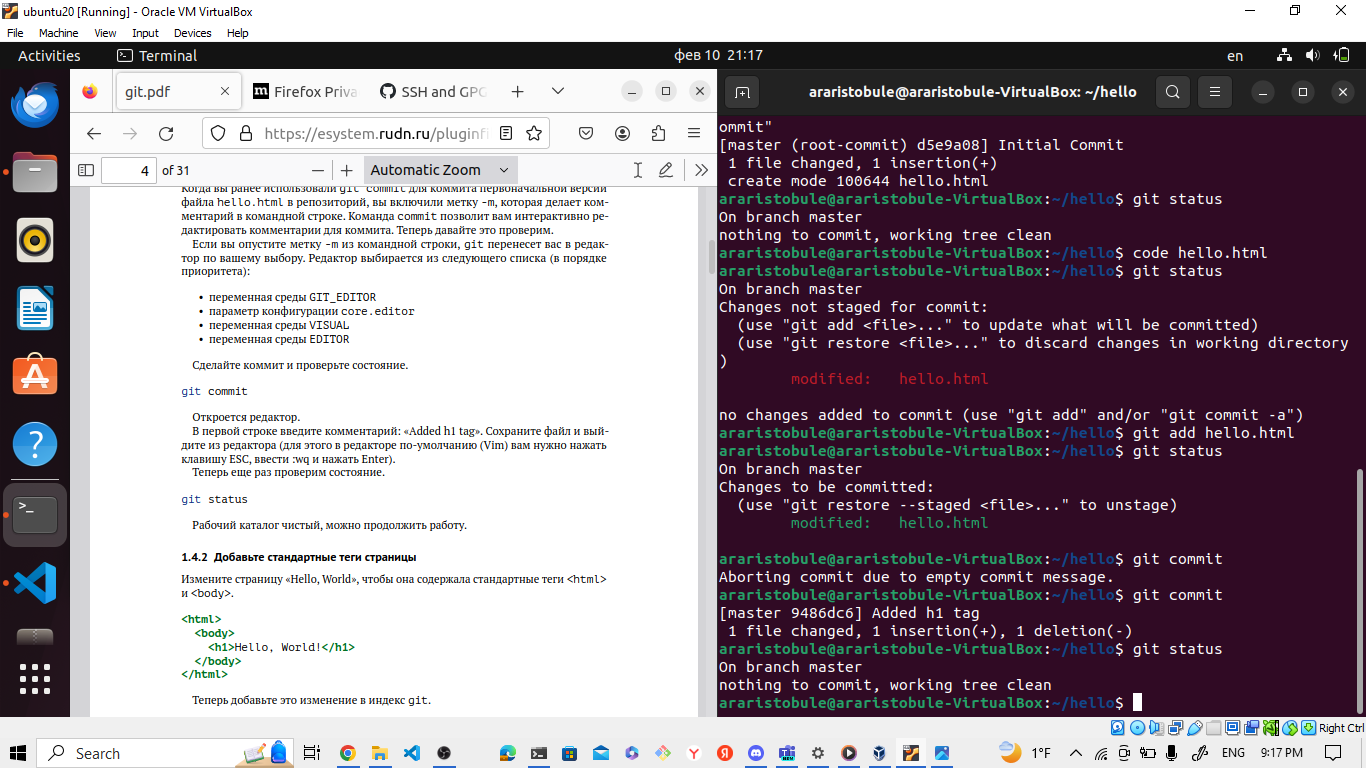 ubuntu20 [Running] - Oracle VM VirtualBox
File Machine View Input Devices Help
Activities Terminal фев 10 21:17 en
git.pdf Firefox Priva SSH and GPG
https://esystem.rudn.ru/pluginfi
4 of 31 Automatic Zoom
Когда вы ранее использовали git commit для коммита первоначальной версии
файла hello.html в репозиторий, вы включили метку -m, которая делает ком-
ментарий в командной строке. Команда commit позволит вам интерактивно ре-
дактировать комментарии для коммита. Теперь давайте это проверим.
Если вы опустите метку -m из командной строки, git перенесет вас в редак-
тор по вашему выбору. Редактор выбирается из следующего списка (в порядке
приоритета):
• переменная среды GIT_EDITOR
• параметр конфигурации core.editor
• переменная среды VISUAL
• переменная среды EDITOR
Сделайте коммит и проверьте состояние.
git commit
Откроется редактор.
В первой строке введите комментарий: «Added h1 tag». Сохраните файл и вый-
дите из редактора (для этого в редакторе по-умолчанию (Vim) вам нужно нажать
клавишу ESC, ввести :wq и нажать Enter).
Теперь еще раз проверим состояние.
git status
Рабочий каталог чистый, можно продолжить работу.
1.4.2 Добавьте стандартные теги страницы
Измените страницу «Hello, World», чтобы она содержала стандартные теги <html>
и <body>.
<html>
<body>
<h1>Hello, World!</h1>
</body>
</html>
Теперь добавьте это изменение в индекс git.
araristobule@araristobule-VirtualBox: ~/hello
ommit"
[master (root-commit) d5e9a08] Initial Commit
1 file changed, 1 insertion(+)
create mode 100644 hello.html
araristobule@araristobule-VirtualBox:~/hello$ git status
On branch master
nothing to commit, working tree clean
araristobule@araristobule-VirtualBox:~/hello$ code hello.html
araristobule@araristobule-VirtualBox:~/hello$ git status
On branch master
Changes not staged for commit:
(use "git add <file>..." to update what will be committed)
(use "git restore <file>..." to discard changes in working directory
)
modified: hello.html
no changes added to commit (use "git add" and/or "git commit -a")
araristobule@araristobule-VirtualBox:~/hello$ git add hello.html
araristobule@araristobule-VirtualBox:~/hello$ git status
On branch master
Changes to be committed:
(use "git restore --staged <file>..." to unstage)
modified: hello.html
araristobule@araristobule-VirtualBox:~/hello$ git commit
Aborting commit due to empty commit message.
araristobule@araristobule-VirtualBox:~/hello$ git commit
[master 9486dc6] Added h1 tag
1 file changed, 1 insertion(+), 1 deletion(-)
araristobule@araristobule-VirtualBox:~/hello$ git status
On branch master
nothing to commit, working tree clean
araristobule@araristobule-VirtualBox:~/hello$
Right Ctrl
Search 1°F ENG 9:17 PM